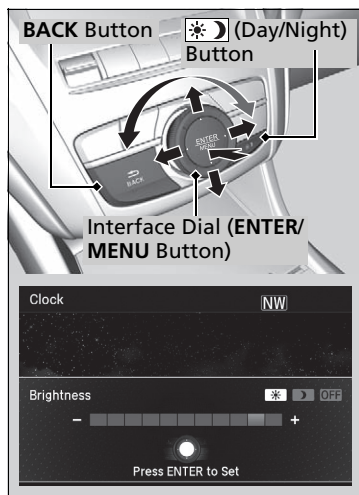 BACK Button
(Day/Night)
Button
ENTER
MENU
BACK
Interface Dial (ENTER/
MENU Button)
Clock
NW
Brightness
OFF
- +
Press ENTER to Set